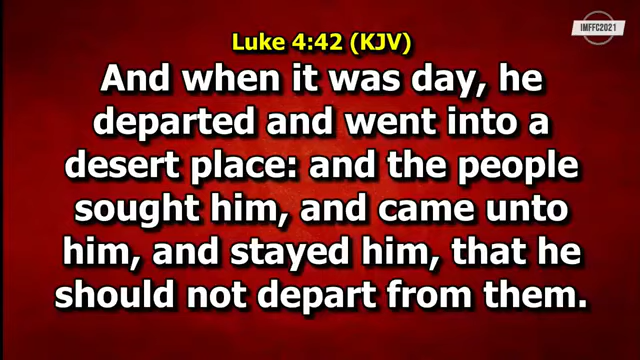 IMFFC2021
Luke 4:42 (KJV)
And when it was day, he
departed and went into a
desert place: and the people
sought him, and came unto
him, and stayed him, that he
should not depart from them.